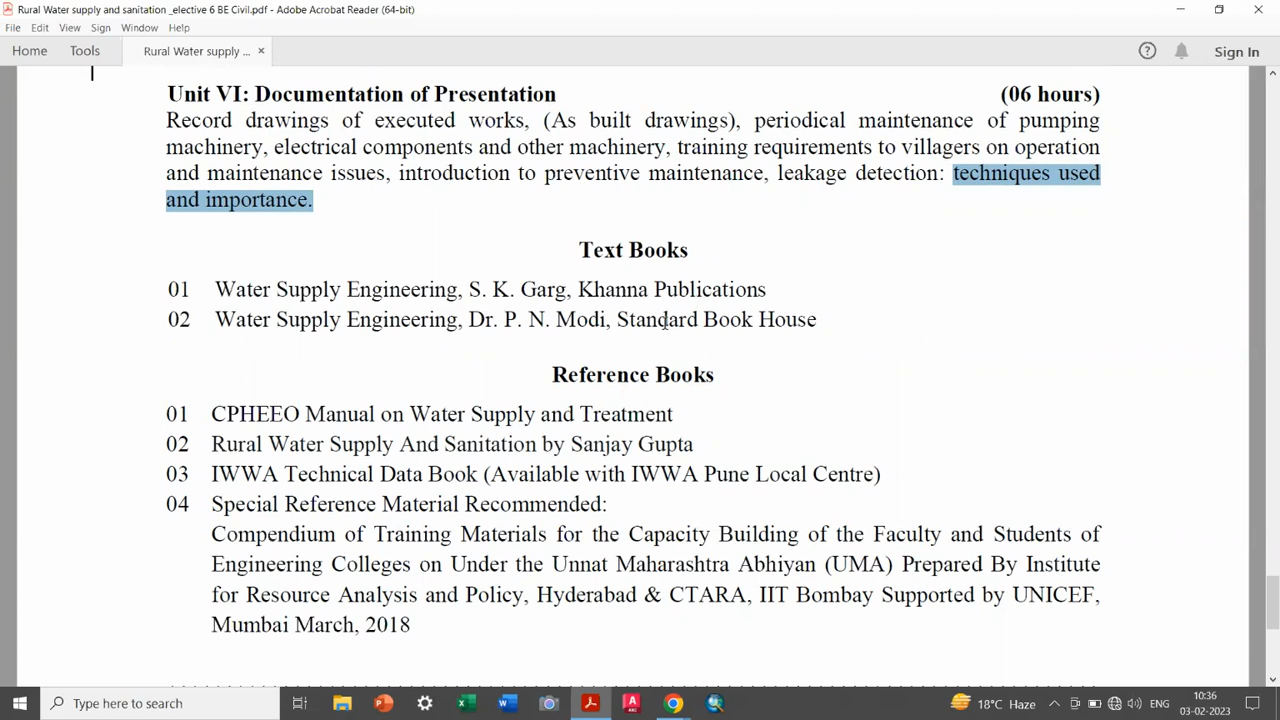 Rural Water supply and sanitation _elective 6 BE Civil.pdf - Adobe Acrobat Reader (64-bit)
File Edit View Sign Window Help
Home Tools Rural Water supply ... × Sign In
Unit VI: Documentation of Presentation (06 hours)
Record drawings of executed works, (As built drawings), periodical maintenance of pumping
machinery, electrical components and other machinery, training requirements to villagers on operation
and maintenance issues, introduction to preventive maintenance, leakage detection: techniques used
and importance.
Text Books
01 Water Supply Engineering, S. K. Garg, Khanna Publications
02 Water Supply Engineering, Dr. P. N. Modi, Standard Book House
Reference Books
01 CPHEEO Manual on Water Supply and Treatment
02 Rural Water Supply And Sanitation by Sanjay Gupta
03 IWWA Technical Data Book (Available with IWWA Pune Local Centre)
04 Special Reference Material Recommended:
Compendium of Training Materials for the Capacity Building of the Faculty and Students of
Engineering Colleges on Under the Unnat Maharashtra Abhiyan (UMA) Prepared By Institute
for Resource Analysis and Policy, Hyderabad & CTARA, IIT Bombay Supported by UNICEF,
Mumbai March, 2018
Type here to search 18°C Haze ENG 10:36
03-02-2023